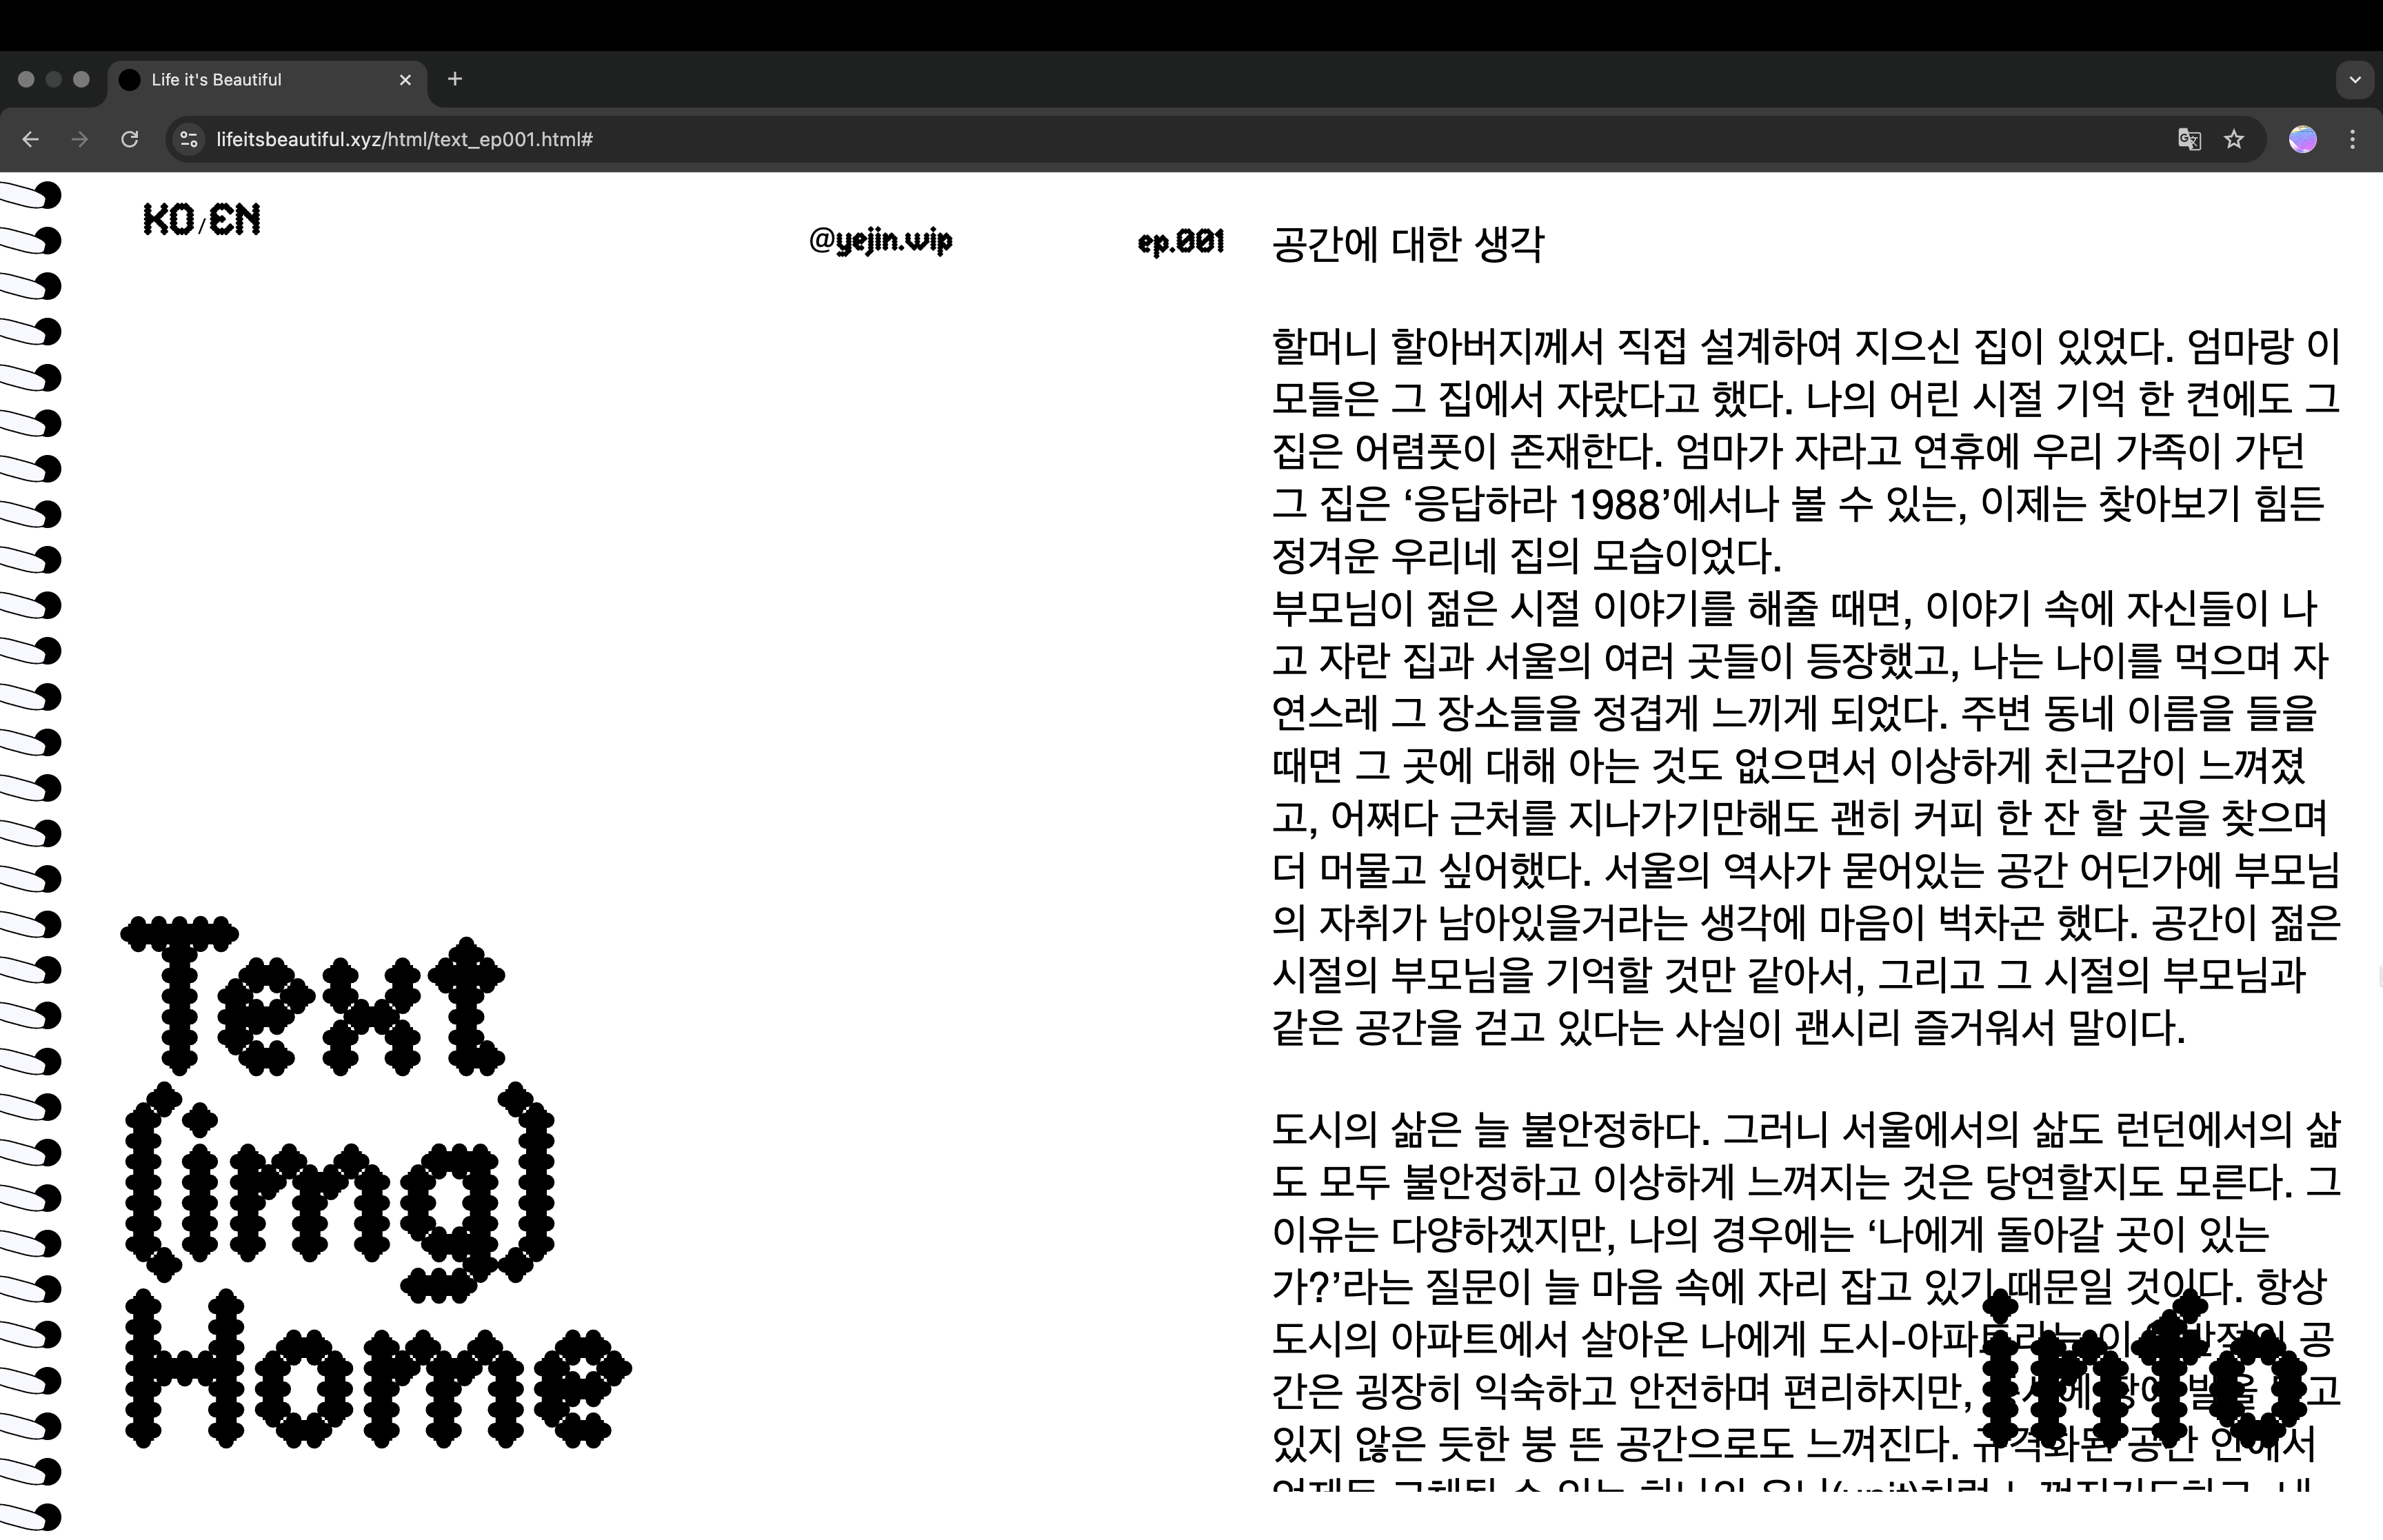 Life it's Beautiful
lifeitsbeautiful.xyz/html/text_ep001.html#
KO/EN
@yejin.wip
ep.001
공간에 대한 생각
할머니 할아버지께서 직접 설계하여 지으신 집이 있었다. 엄마랑 이
모들은 그 집에서 자랐다고 했다. 나의 어린 시절 기억 한 켠에도 그
집은 어렴풋이 존재한다. 엄마가 자라고 연휴에 우리 가족이 가던
그 집은 ‘응답하라 1988’에서나 볼 수 있는, 이제는 찾아보기 힘든
정겨운 우리네 집의 모습이었다.
부모님이 젊은 시절 이야기를 해줄 때면, 이야기 속에 자신들이 나
고 자란 집과 서울의 여러 곳들이 등장했고, 나는 나이를 먹으며 자
연스레 그 장소들을 정겹게 느끼게 되었다. 주변 동네 이름을 들을
때면 그 곳에 대해 아는 것도 없으면서 이상하게 친근감이 느껴졌
고, 어쩌다 근처를 지나가기만해도 괜히 커피 한 잔 할 곳을 찾으며
더 머물고 싶어했다. 서울의 역사가 묻어있는 공간 어딘가에 부모님
의 자취가 남아있을거라는 생각에 마음이 벅차곤 했다. 공간이 젊은
시절의 부모님을 기억할 것만 같아서, 그리고 그 시절의 부모님과
같은 공간을 걷고 있다는 사실이 괜시리 즐거워서 말이다.
도시의 삶은 늘 불안정하다. 그러니 서울에서의 삶도 런던에서의 삶
도 모두 불안정하고 이상하게 느껴지는 것은 당연할지도 모른다. 그
이유는 다양하겠지만, 나의 경우에는 ‘나에게 돌아갈 곳이 있는
가?’라는 질문이 늘 마음 속에 자리 잡고 있기 때문일 것이다. 항상
도시의 아파트에서 살아온 나에게 도시-아파트라는 이 공
간은 굉장히 익숙하고 안전하며 편리하지만, 고
있지 않은 듯한 붕 뜬 공간으로도 느껴진다. 규격화된 공간 안에서
Text
(img)
Home
info